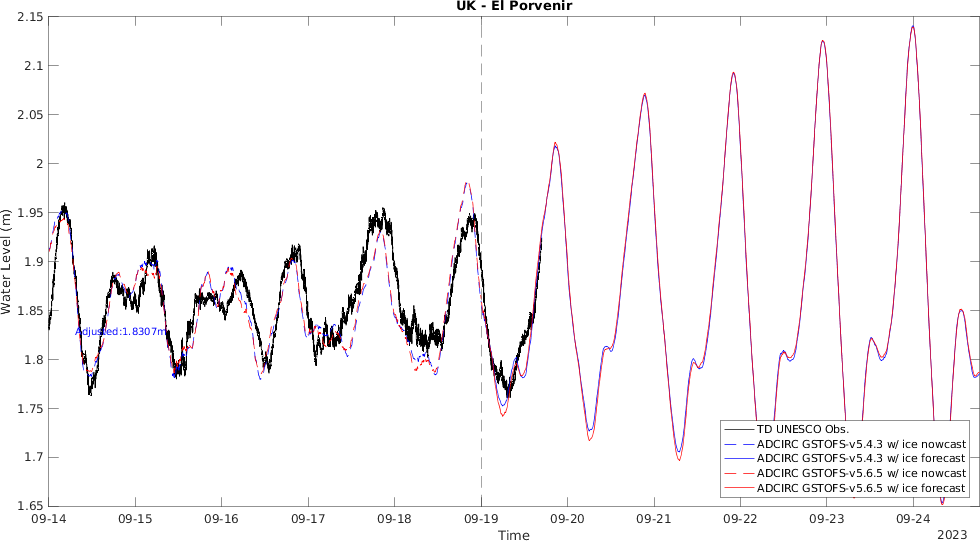 UK - El Porvenir
2.15
2.1
2.05
2
1.95
1.9
1.85
1.8
1.75
1.7
1.65
Water Level (m)
Adjusted:1.8307m
TD UNESCO Obs.
ADCIRC GSTOFS-v5.4.3 w/ ice nowcast
ADCIRC GSTOFS-v5.4.3 w/ ice forecast
ADCIRC GSTOFS-v5.6.5 w/ ice nowcast
ADCIRC GSTOFS-v5.6.5 w/ ice forecast
09-14 09-15 09-16 09-17 09-18 09-19 09-20 09-21 09-22 09-23 09-24
Time
2023